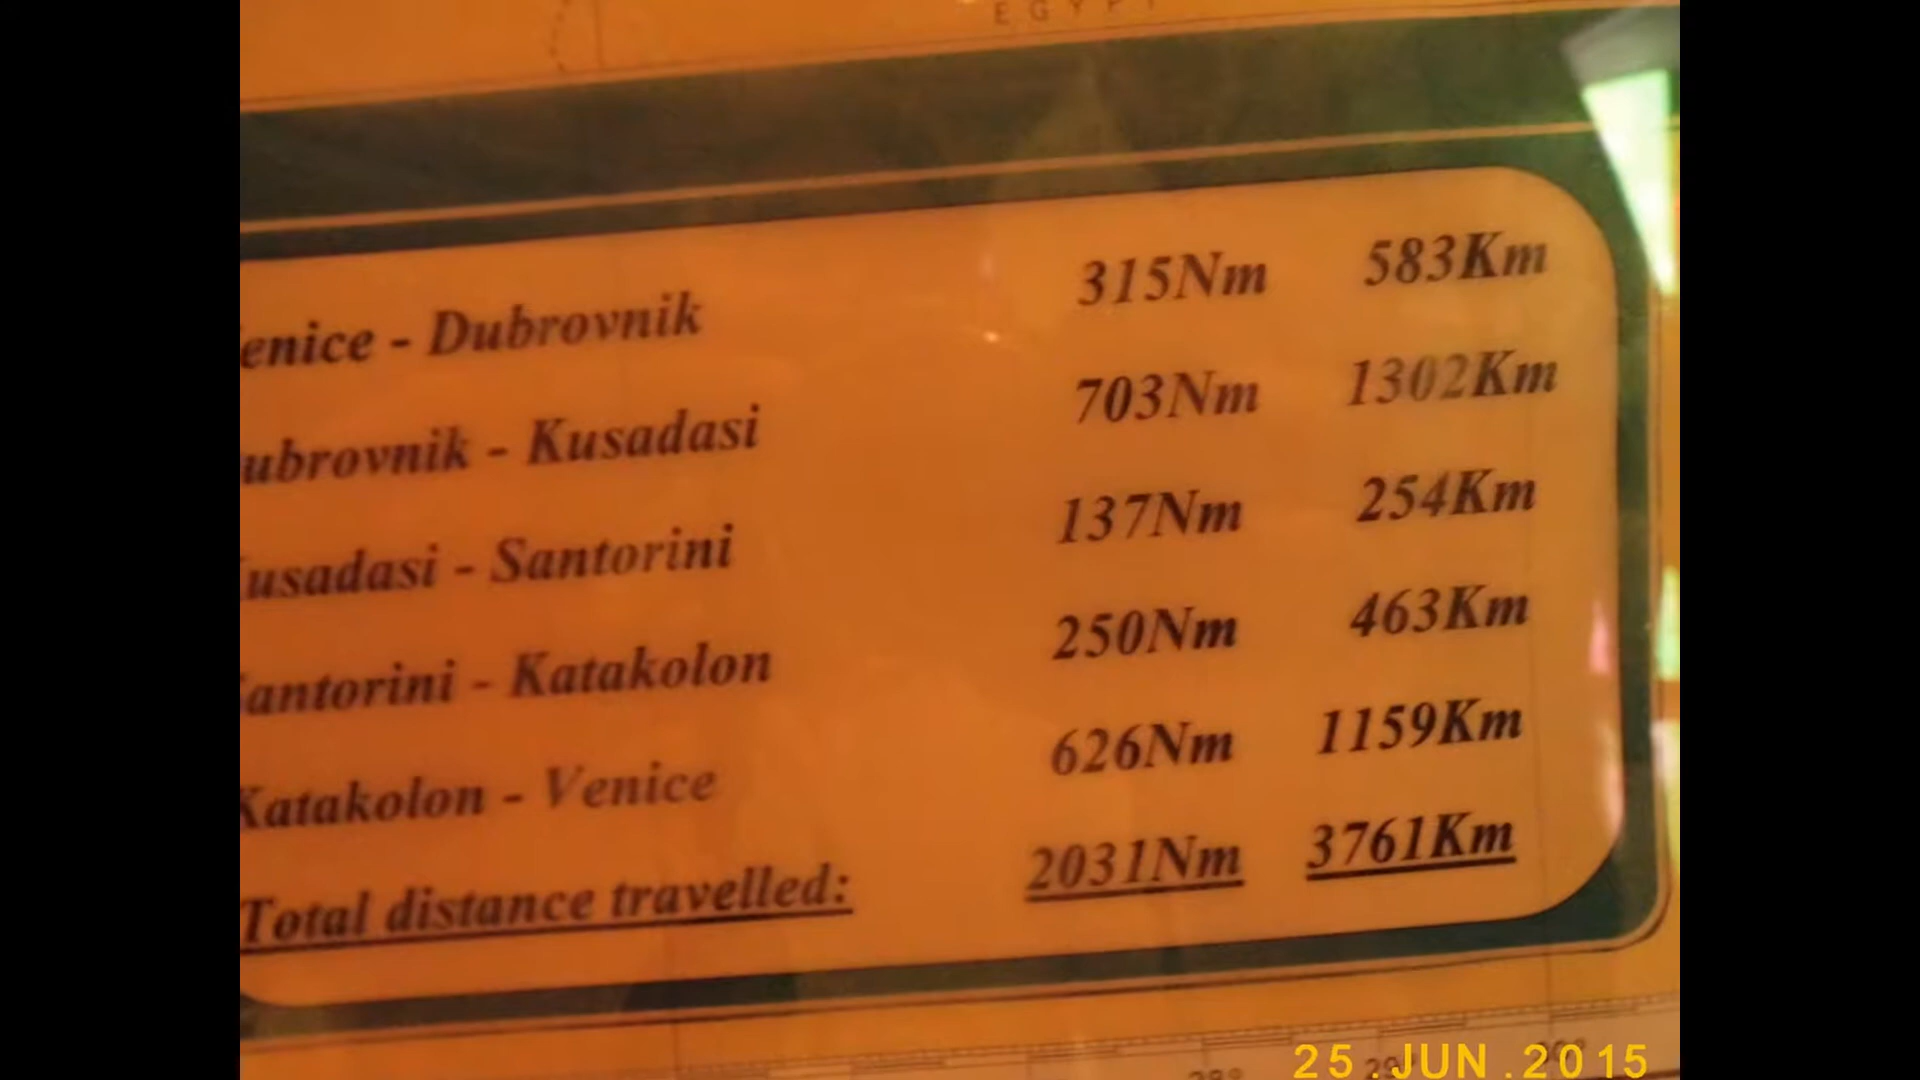 EGYPT
enice - Dubrovnik 315Nm 583Km
ubrovnik - Kusadasi 703Nm 1302Km
usadasi - Santorini 137Nm 254Km
antorini - Katakolon 250Nm 463Km
Katakolon - Venice 626Nm 1159Km
Total distance travelled: 2031Nm 3761Km
25.JUN.2015